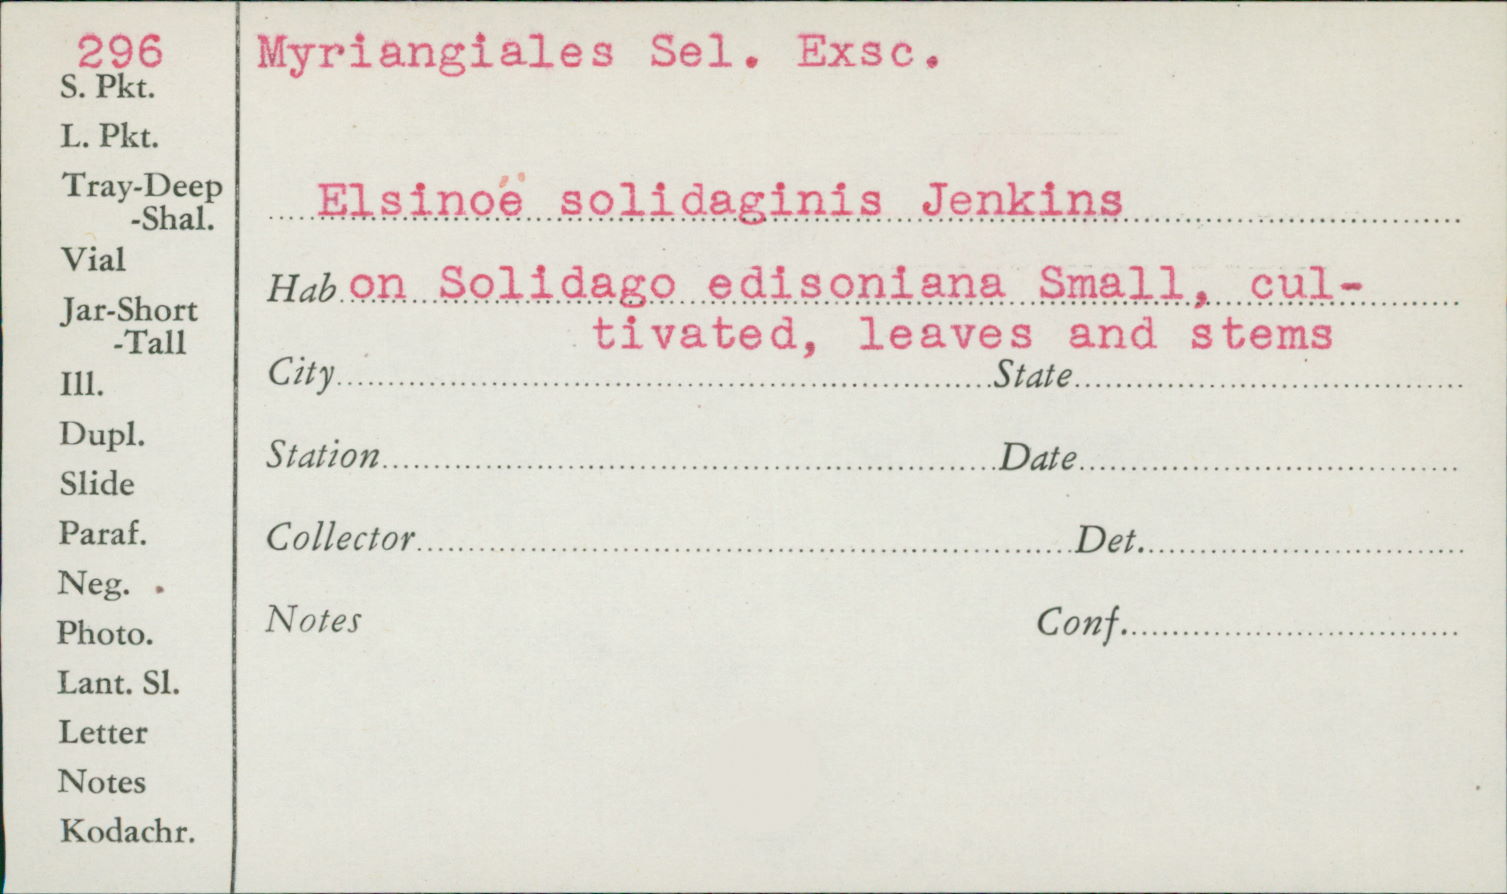 296
S. Pkt.
L. Pkt.
Tray-Deep
-Shal.
Vial
Jar-Short
-Tall
Ill.
Dupl.
Slide
Paraf.
Neg.
Photo.
Lant. Sl.
Letter
Notes
Kodachr.
Myriangiales Sel. Exsc.
Elsinoë solidaginis Jenkins
Hab on Solidago edisoniana Small, cul-
tivated, leaves and stems
City State
Station Date
Collector Det.
Notes Conf.